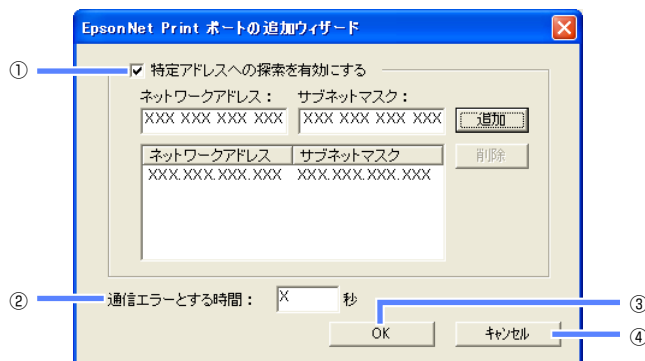 EpsonNet Print ポートの追加ウィザード
① 特定アドレスへの探索を有効にする
ネットワークアドレス： サブネットマスク：
XXX XXX XXX XXX XXX XXX XXX XXX 追加
ネットワークアドレス サブネットマスク 削除
XXX.XXX.XXX.XXX XXX.XXX.XXX.XXX
② 通信エラーとする時間： X 秒
③
OK キャンセル ④